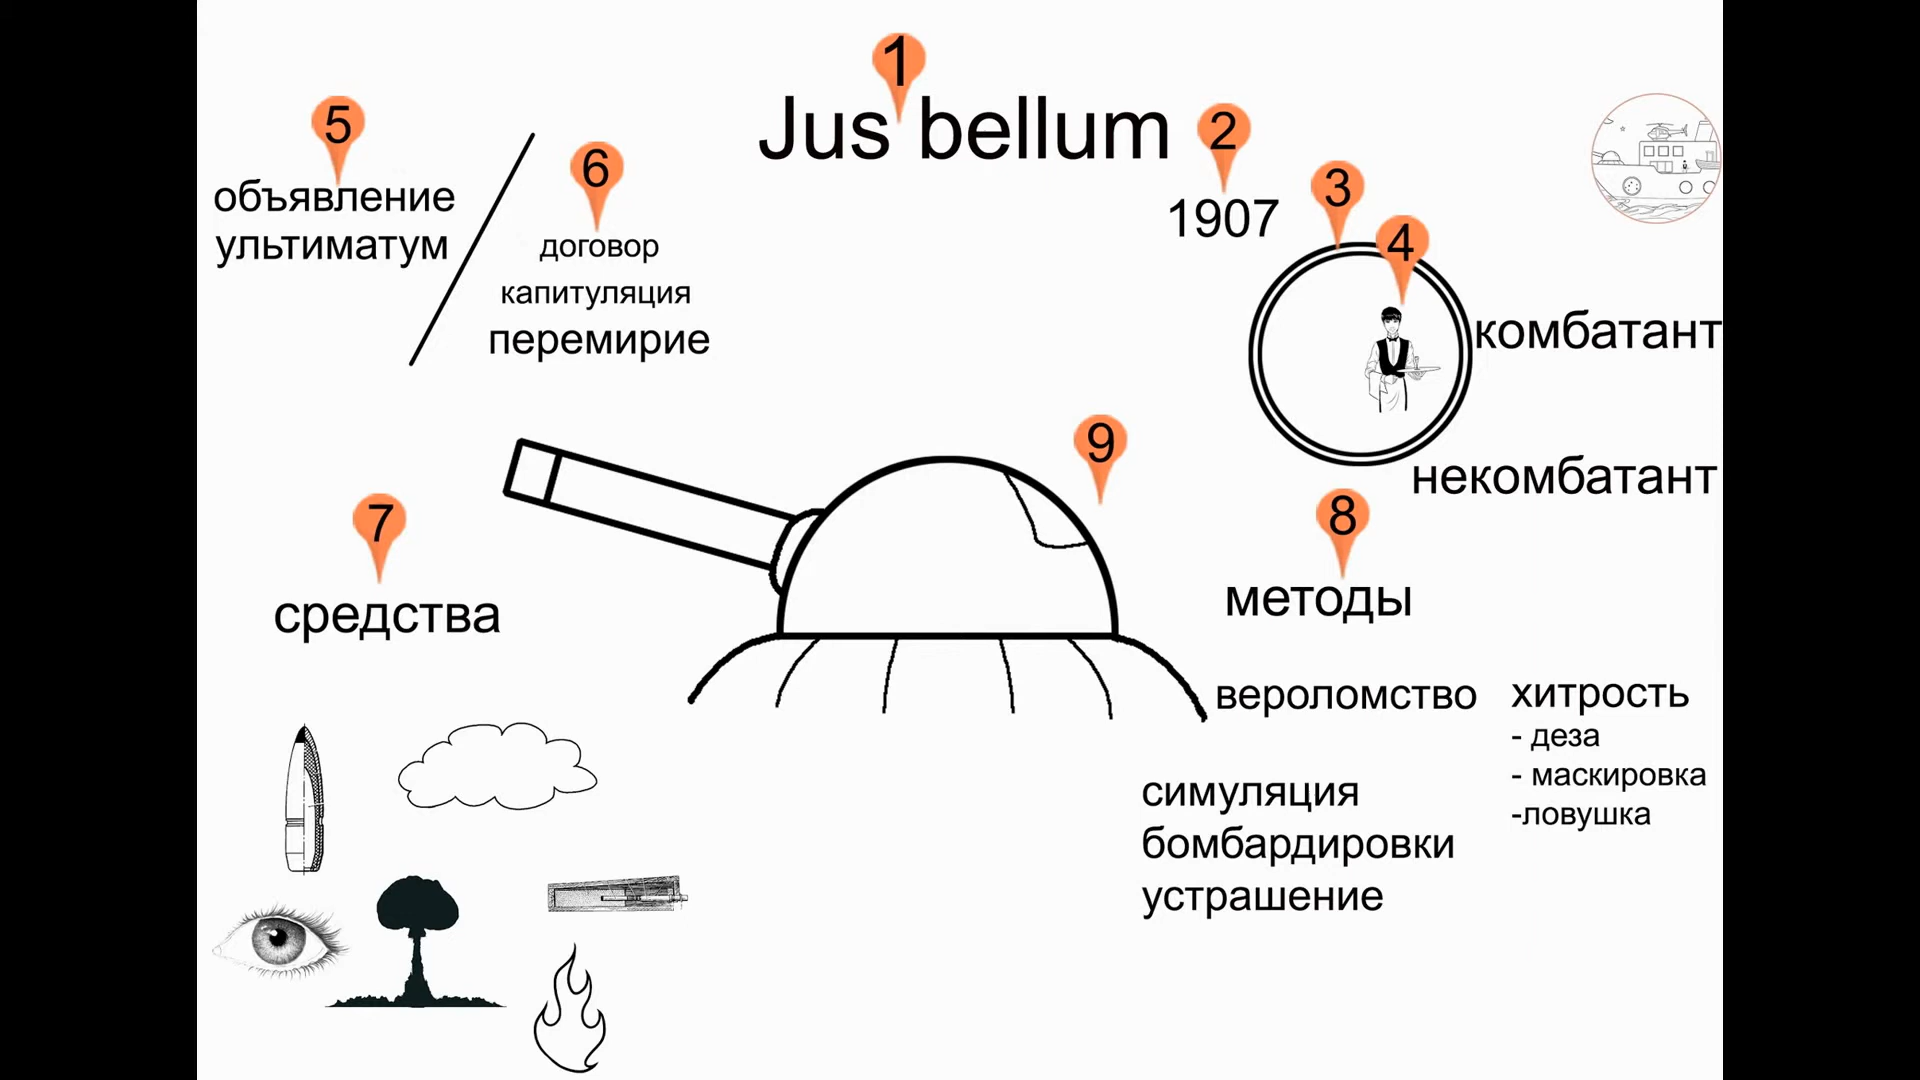 1
Jus bellum
2
1907
3
4
комбатант
некомбатант
5
объявление
ультиматум
6
договор
капитуляция
перемирие
7
средства
8
методы
вероломство
хитрость
- деза
- маскировка
-ловушка
симуляция
бомбардировки
устрашение
9